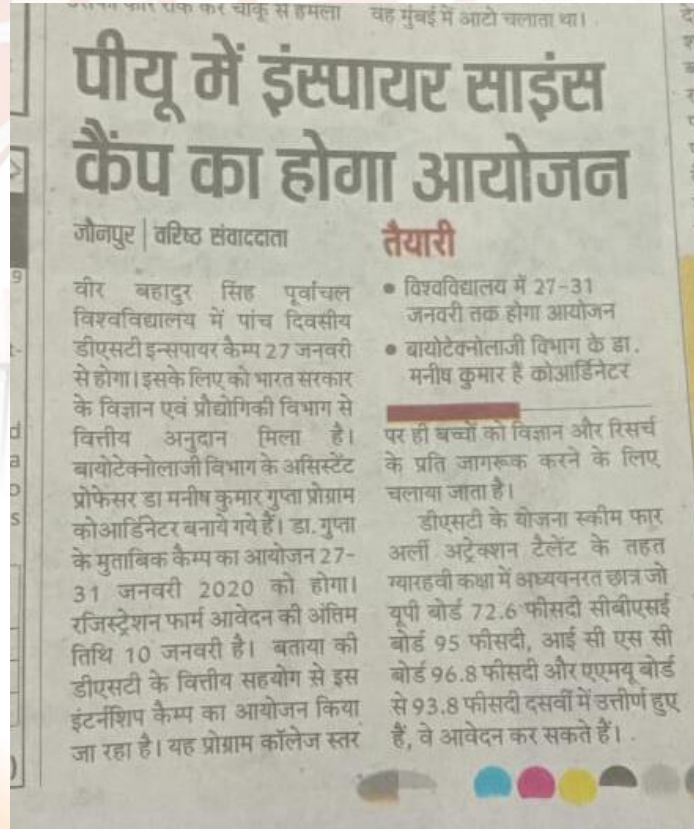 कर चाकू से हमला
वह मुंबई में आटो चलाता था।
पीयू में इंस्पायर साइंस
कैंप का होगा आयोजन
जौनपुर | वरिष्ठ संवाददाता
वीर बहादुर सिंह पूर्वांचल
विश्वविद्यालय में पांच दिवसीय
डीएसटी इन्सपायर कैम्प 27 जनवरी
से होगा। इसके लिए को भारत सरकार
के विज्ञान एवं प्रौद्योगिकी विभाग से
वित्तीय अनुदान मिला है।
बायोटेक्नोलाजी विभाग के असिस्टेंट
प्रोफेसर डा मनीष कुमार गुप्ता प्रोग्राम
कोआर्डिनेटर बनाये गये हैं। डा. गुप्ता
के मुताबिक कैम्प का आयोजन 27-
31 जनवरी 2020 को होगा।
रजिस्ट्रेशन फार्म आवेदन की अंतिम
तिथि 10 जनवरी है। बताया की
डीएसटी के वित्तीय सहयोग से इस
इंटर्नशिप कैम्प का आयोजन किया
जा रहा है। यह प्रोग्राम कॉलेज स्तर
तैयारी
● विश्वविद्यालय में 27-31
जनवरी तक होगा आयोजन
● बायोटेक्नोलाजी विभाग के डा.
मनीष कुमार हैं कोआर्डिनेटर
पर ही बच्चों को विज्ञान और रिसर्च
के प्रति जागरूक करने के लिए
चलाया जाता है।
डीएसटी के योजना स्कीम फार
अर्ली अट्रेक्शन टैलेंट के तहत
ग्यारहवी कक्षा में अध्ययनरत छात्र जो
यूपी बोर्ड 72.6 फीसदी सीबीएसई
बोर्ड 95 फीसदी, आई सी एस सी
बोर्ड 96.8 फीसदी और एएमयू बोर्ड
से 93.8 फीसदी दसवीं में उत्तीर्ण हुए
हैं, वे आवेदन कर सकते हैं।